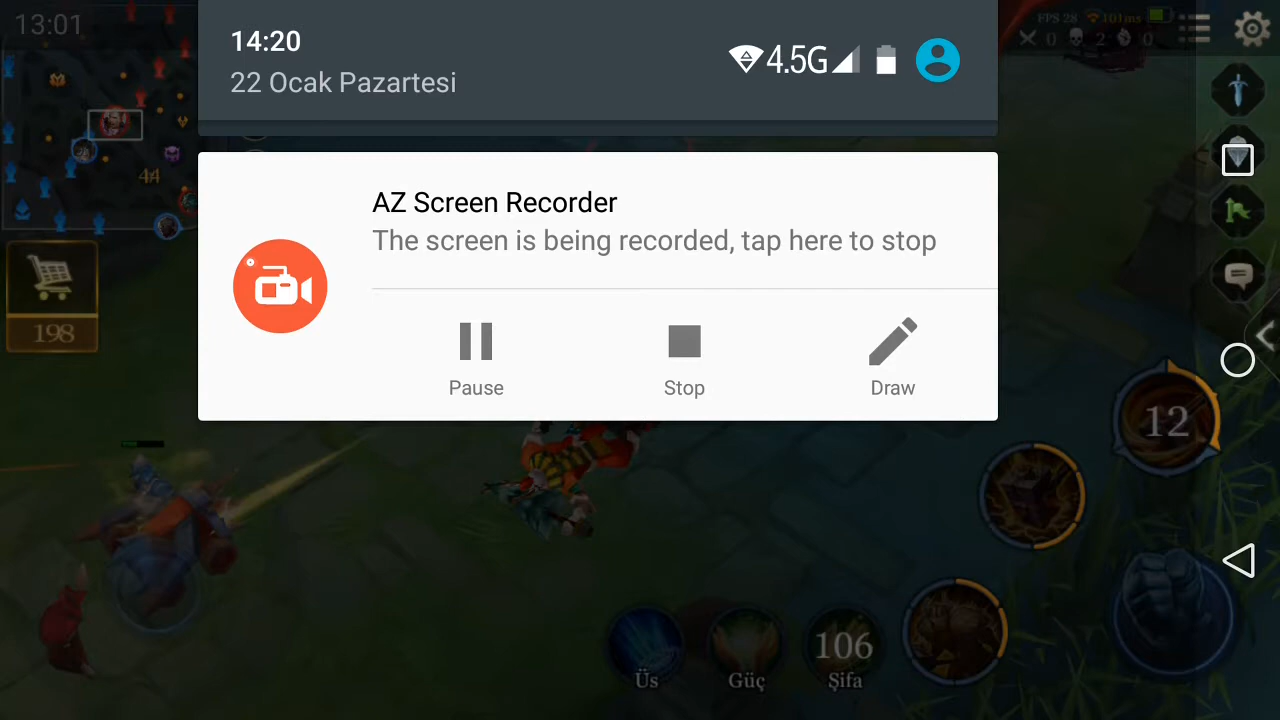 13:01
14:20
22 Ocak Pazartesi
4.5G
FPS 28 101ms
0 2 0
44
198
AZ Screen Recorder
The screen is being recorded, tap here to stop
Pause
Stop
Draw
12
106
Üs
Güç
Şifa